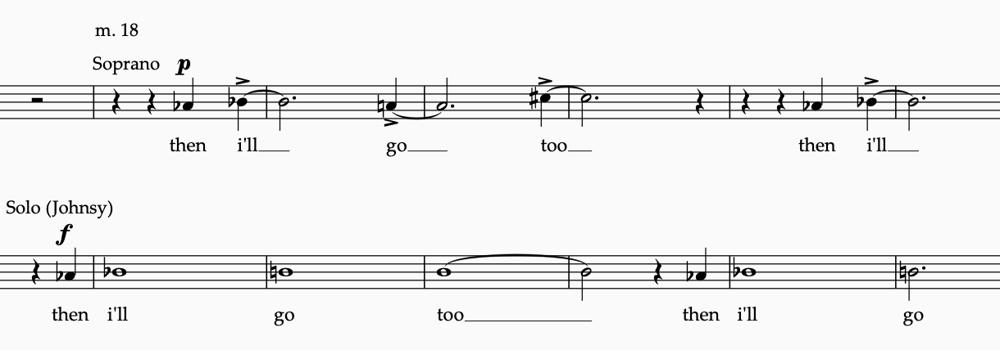 m. 18
Soprano p
then i'll go too then i'll
Solo (Johnsy)
f
then i'll go too then i'll go